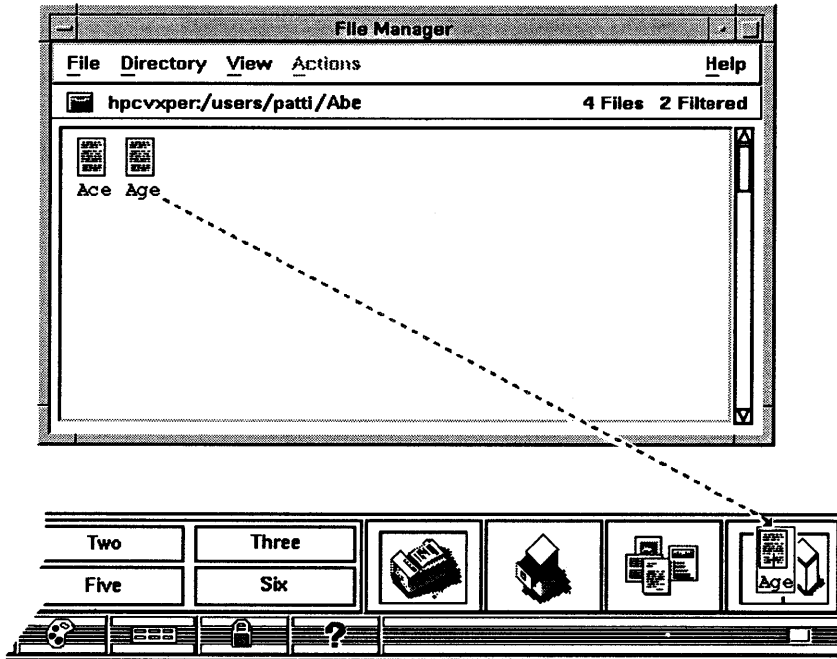 File Manager
File Directory View Actions Help
hpcvxper:/users/patti/Abe 4 Files 2 Filtered
Ace Age
Two Three
Age
Five Six
?